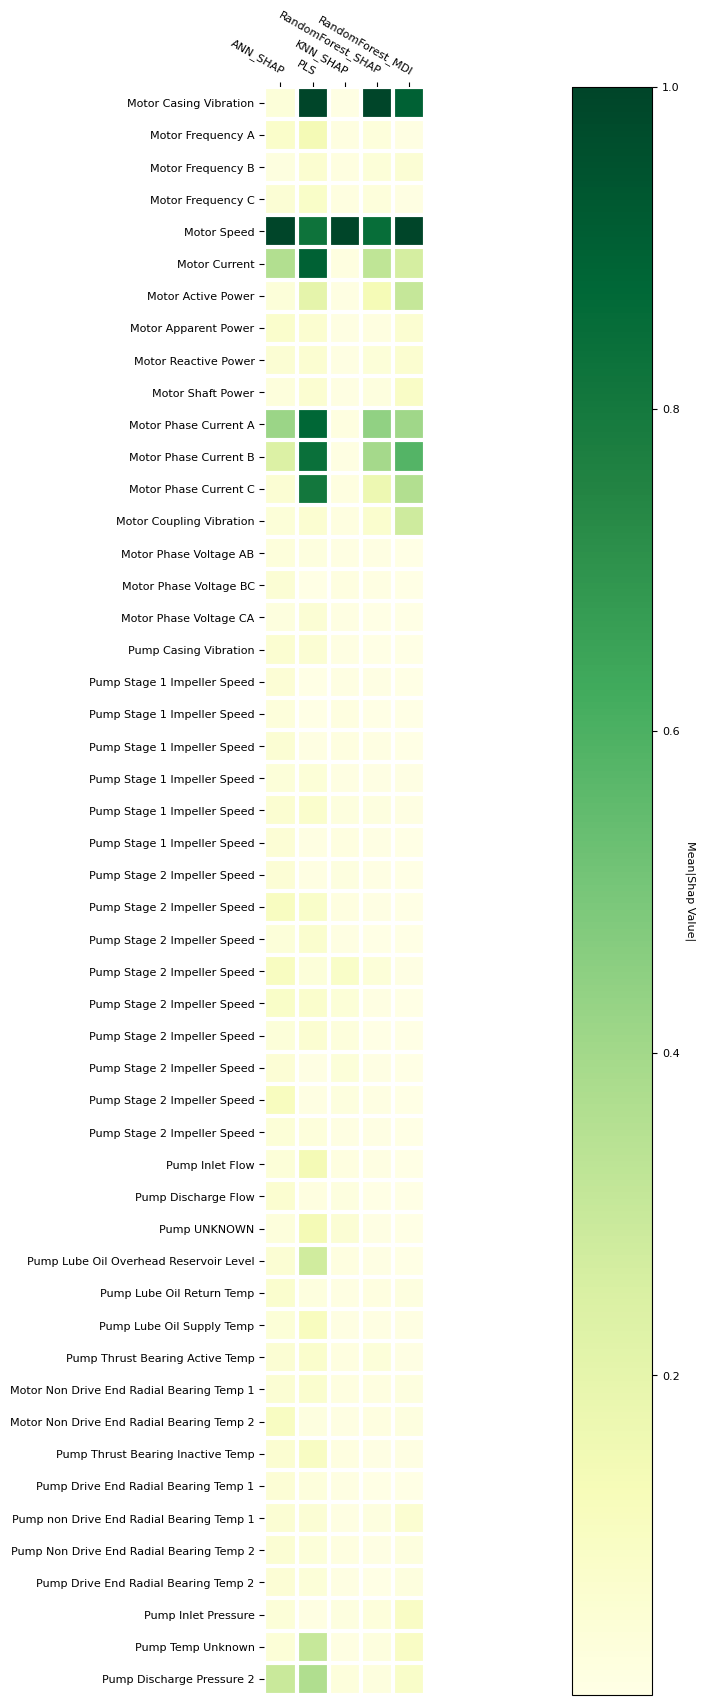 ANN_SHAP
PLS
KNN_SHAP
RandomForest_SHAP
RandomForest_MDI
Motor Casing Vibration
Motor Frequency A
Motor Frequency B
Motor Frequency C
Motor Speed
Motor Current
Motor Active Power
Motor Apparent Power
Motor Reactive Power
Motor Shaft Power
Motor Phase Current A
Motor Phase Current B
Motor Phase Current C
Motor Coupling Vibration
Motor Phase Voltage AB
Motor Phase Voltage BC
Motor Phase Voltage CA
Pump Casing Vibration
Pump Stage 1 Impeller Speed
Pump Stage 1 Impeller Speed
Pump Stage 1 Impeller Speed
Pump Stage 1 Impeller Speed
Pump Stage 1 Impeller Speed
Pump Stage 1 Impeller Speed
Pump Stage 2 Impeller Speed
Pump Stage 2 Impeller Speed
Pump Stage 2 Impeller Speed
Pump Stage 2 Impeller Speed
Pump Stage 2 Impeller Speed
Pump Stage 2 Impeller Speed
Pump Stage 2 Impeller Speed
Pump Stage 2 Impeller Speed
Pump Stage 2 Impeller Speed
Pump Inlet Flow
Pump Discharge Flow
Pump UNKNOWN
Pump Lube Oil Overhead Reservoir Level
Pump Lube Oil Return Temp
Pump Lube Oil Supply Temp
Pump Thrust Bearing Active Temp
Motor Non Drive End Radial Bearing Temp 1
Motor Non Drive End Radial Bearing Temp 2
Pump Thrust Bearing Inactive Temp
Pump Drive End Radial Bearing Temp 1
Pump non Drive End Radial Bearing Temp 1
Pump Non Drive End Radial Bearing Temp 2
Pump Drive End Radial Bearing Temp 2
Pump Inlet Pressure
Pump Temp Unknown
Pump Discharge Pressure 2
1.0
0.8
0.6
0.4
0.2
Mean|Shap Value|